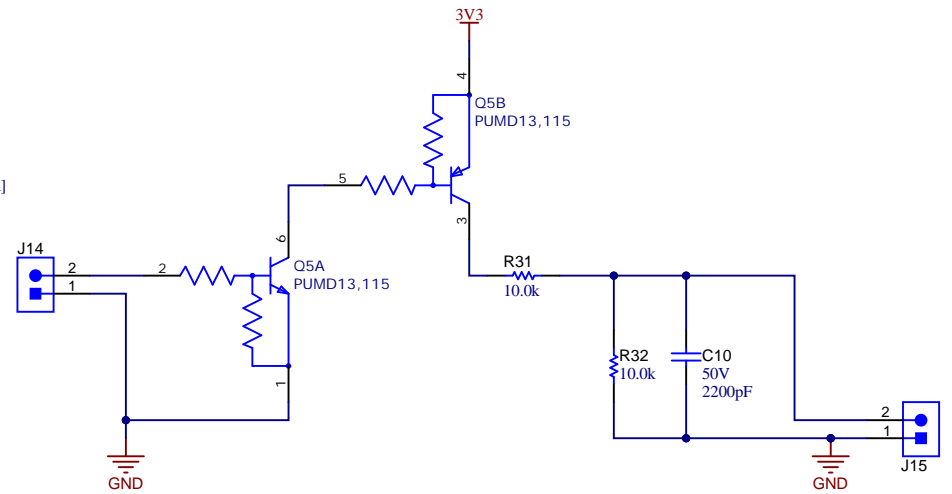 3V3
4
Q5B
PUMD13,115
]
5
3
6
J14
2
1
2
Q5A
PUMD13,115
R31
10.0k
1
R32
10.0k
C10
50V
2200pF
2
1
J15
GND
GND